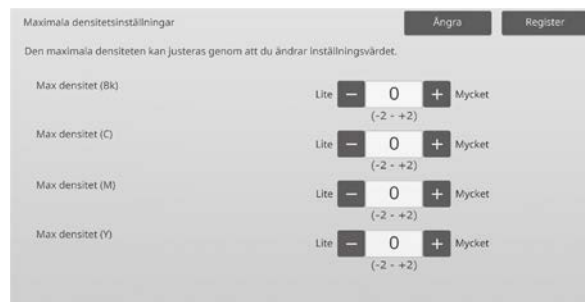 Maximala densitetsinställningar Ångra Register
Den maximala densiteten kan justeras genom att du ändrar inställningsvärdet.
Max densitet (Bk) Lite − 0 + Mycket
(-2 - +2)
Max densitet (C) Lite − 0 + Mycket
(-2 - +2)
Max densitet (M) Lite − 0 + Mycket
(-2 - +2)
Max densitet (Y) Lite − 0 + Mycket
(-2 - +2)